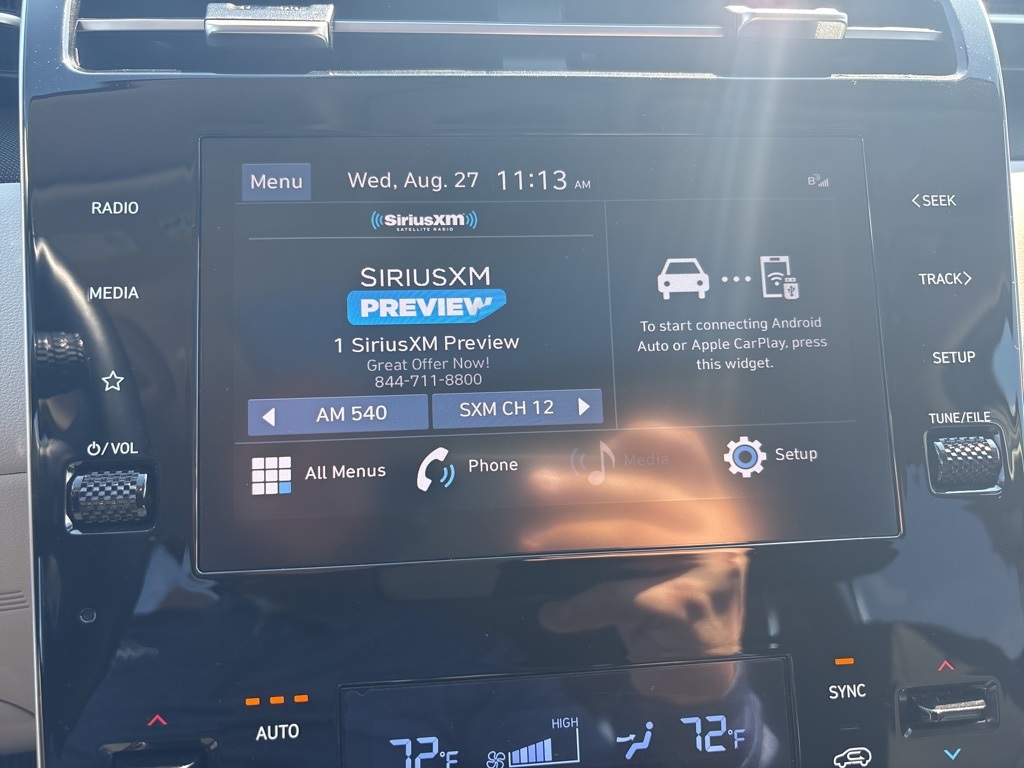 Menu
Wed, Aug. 27 11:13 AM
B
SiriusXM
SATELLITE RADIO
SIRIUSXM
PREVIEW
1 SiriusXM Preview
Great Offer Now!
844-711-8800
AM 540
SXM CH 12
To start connecting Android
Auto or Apple CarPlay, press
this widget.
All Menus
Phone
Media
Setup
RADIO
MEDIA
/VOL
SEEK
TRACK
SETUP
TUNE/FILE
AUTO
72°F
HIGH
72°F
SYNC